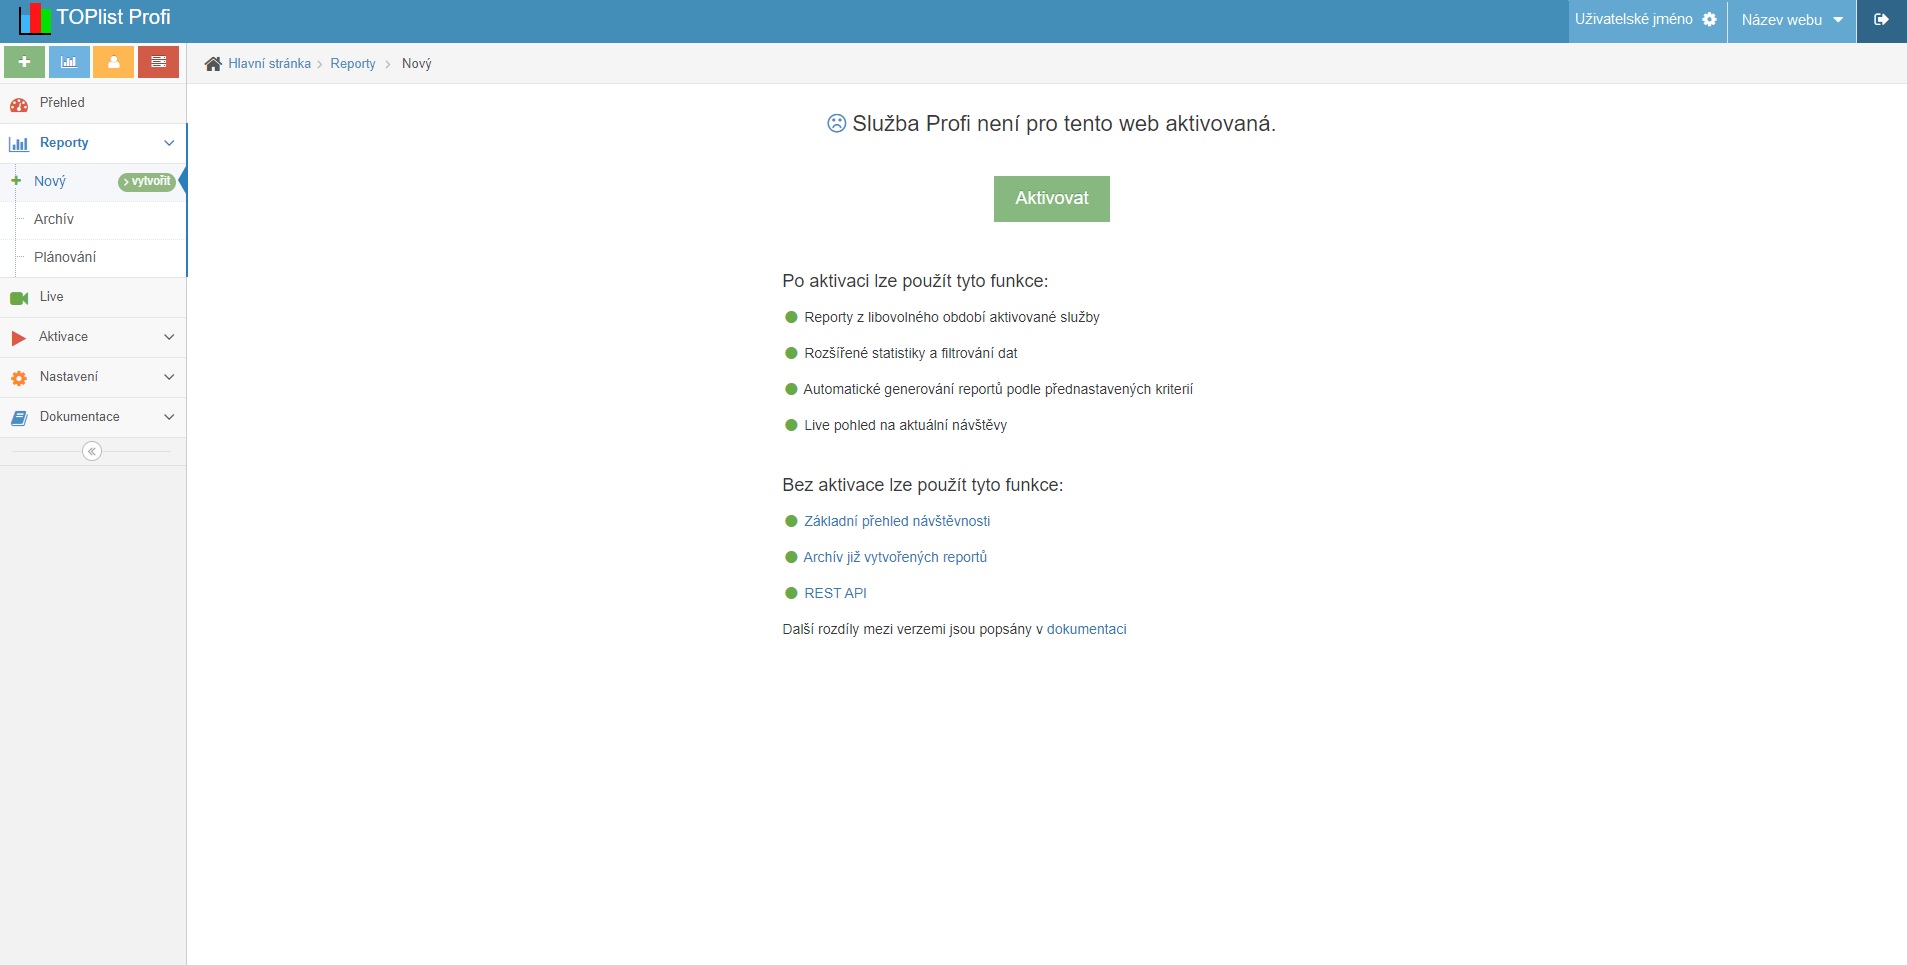 TOPlist Profi
Uživatelské jméno
Název webu
Hlavní stránka
Reporty
Nový
Přehled
Reporty
Nový
vytvořit
Archív
Plánování
Live
Aktivace
Nastavení
Dokumentace
Služba Profi není pro tento web aktivovaná.
Aktivovat
Po aktivaci lze použít tyto funkce:
Reporty z libovolného období aktivované služby
Rozšířené statistiky a filtrování dat
Automatické generování reportů podle přednastavených kriterií
Live pohled na aktuální návštěvy
Bez aktivace lze použít tyto funkce:
Základní přehled návštěvnosti
Archív již vytvořených reportů
REST API
Další rozdíly mezi verzemi jsou popsány v dokumentaci